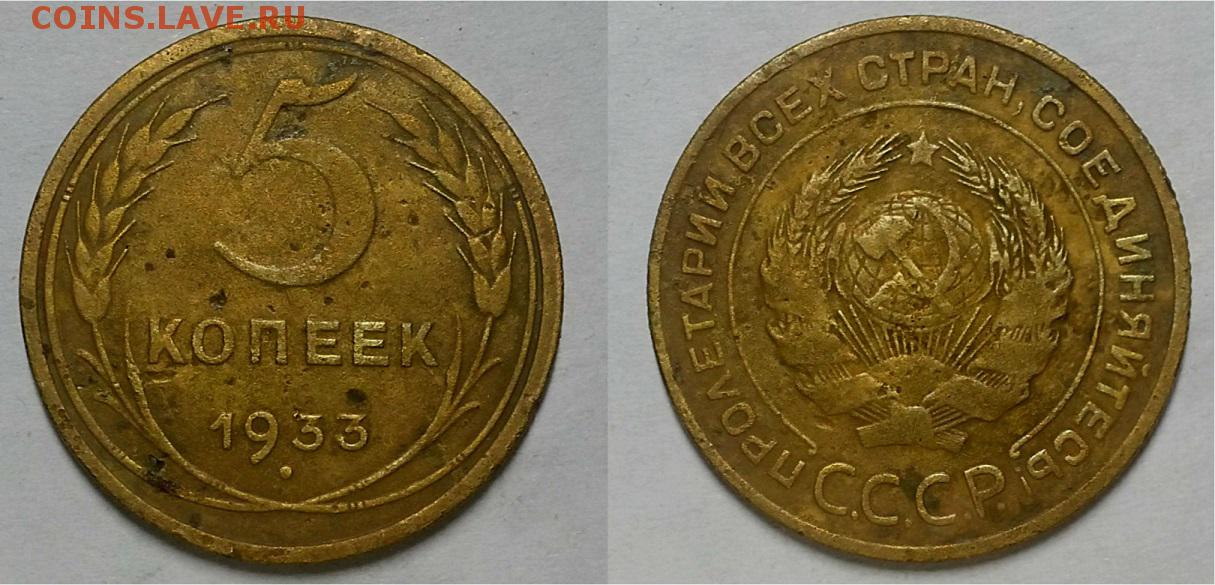 COINS.LAVE.RU
5
КОПЕЕК
1933
ПРОЛЕТАРИИ ВСЕХ СТРАН, СОЕДИНЯЙТЕСЬ!
С.С.С.Р.